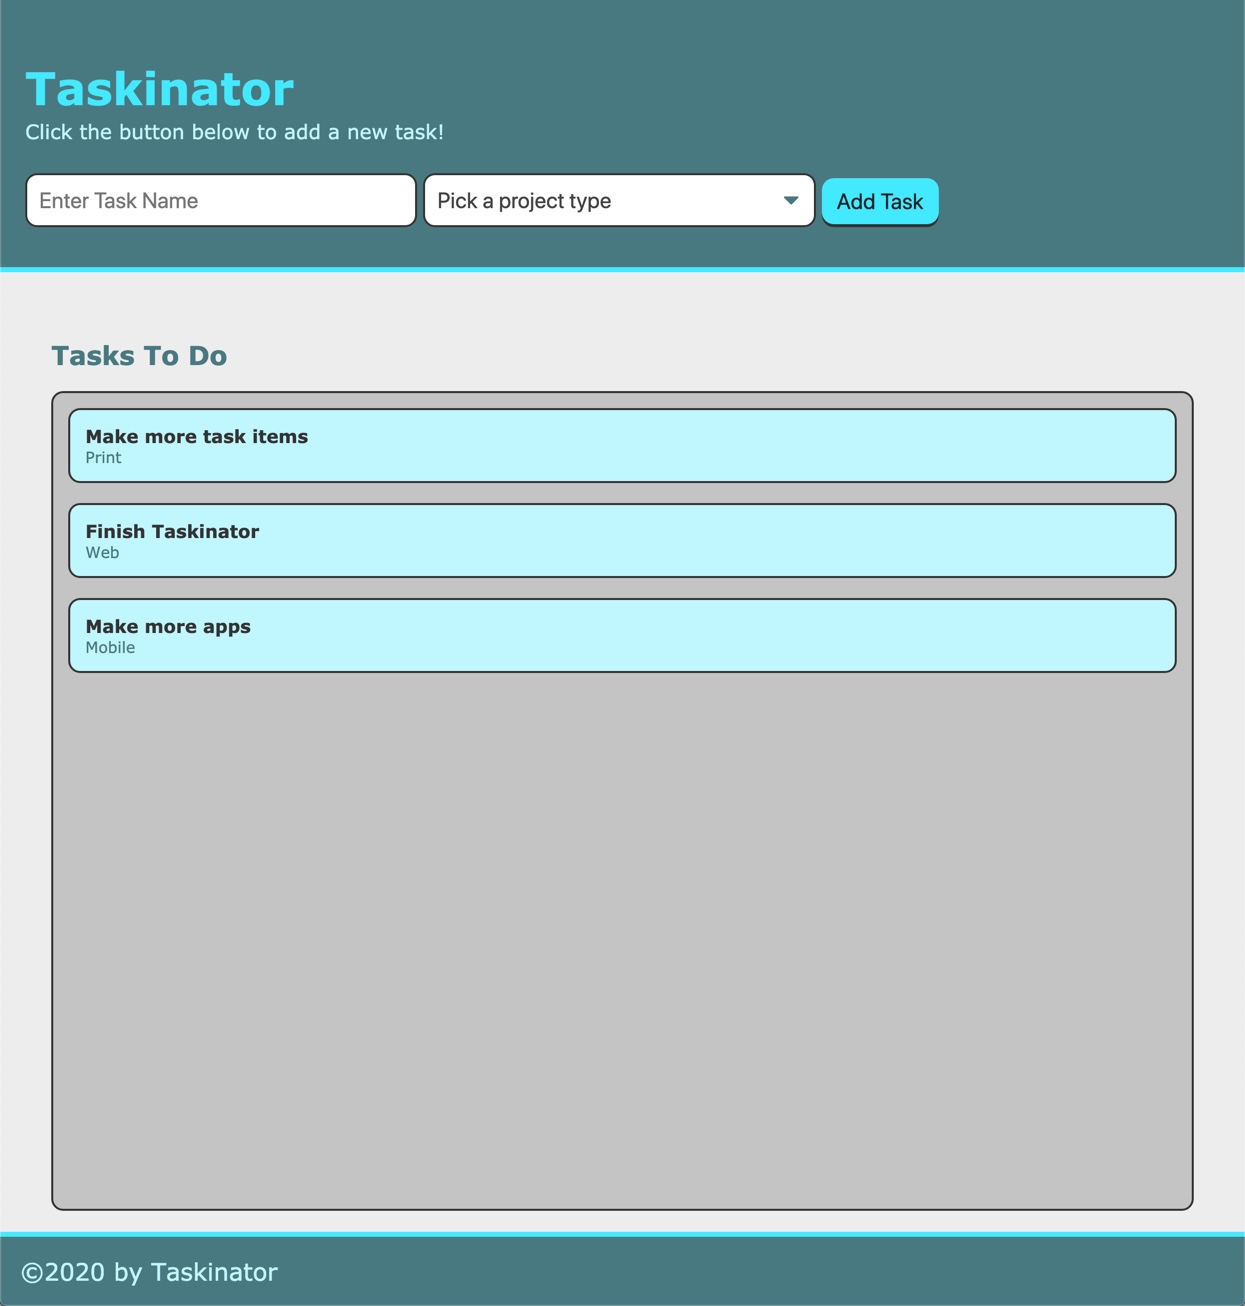 Taskinator
Click the button below to add a new task!
Enter Task Name
Pick a project type
Add Task
Tasks To Do
Make more task items
Print
Finish Taskinator
Web
Make more apps
Mobile
©2020 by Taskinator